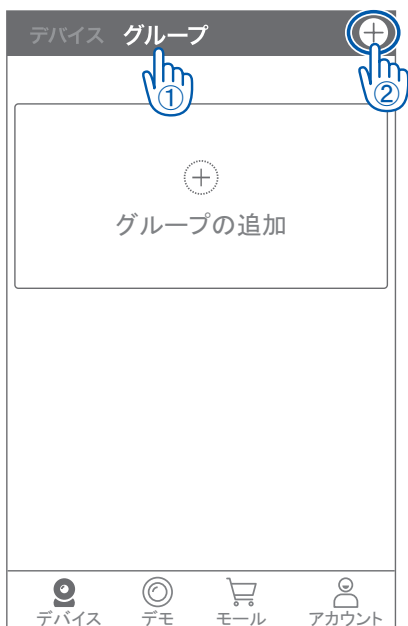 デバイス グループ
①
②
グループの追加
デバイス デモ モール アカウント